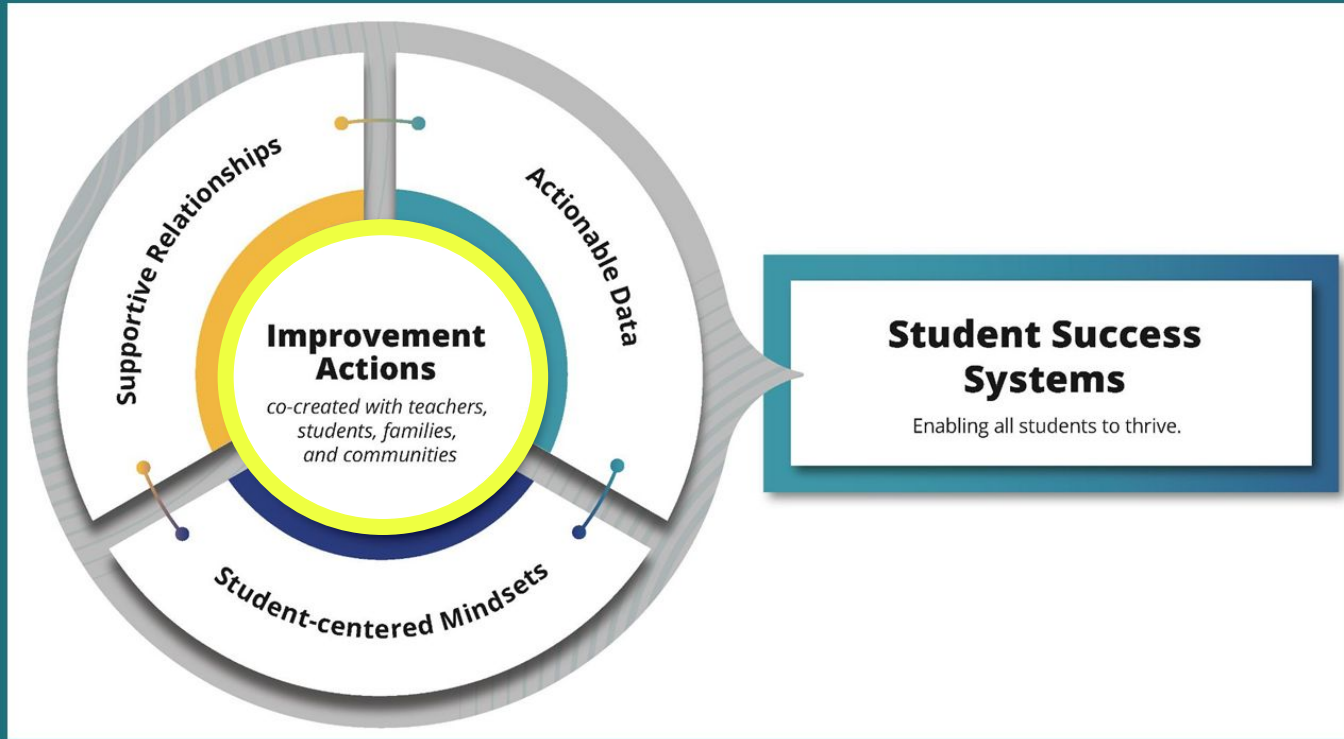 Supportive Relationships
Actionable Data
Improvement
Actions
co-created with teachers,
students, families,
and communities
Student-centered Mindsets
Student Success
Systems
Enabling all students to thrive.